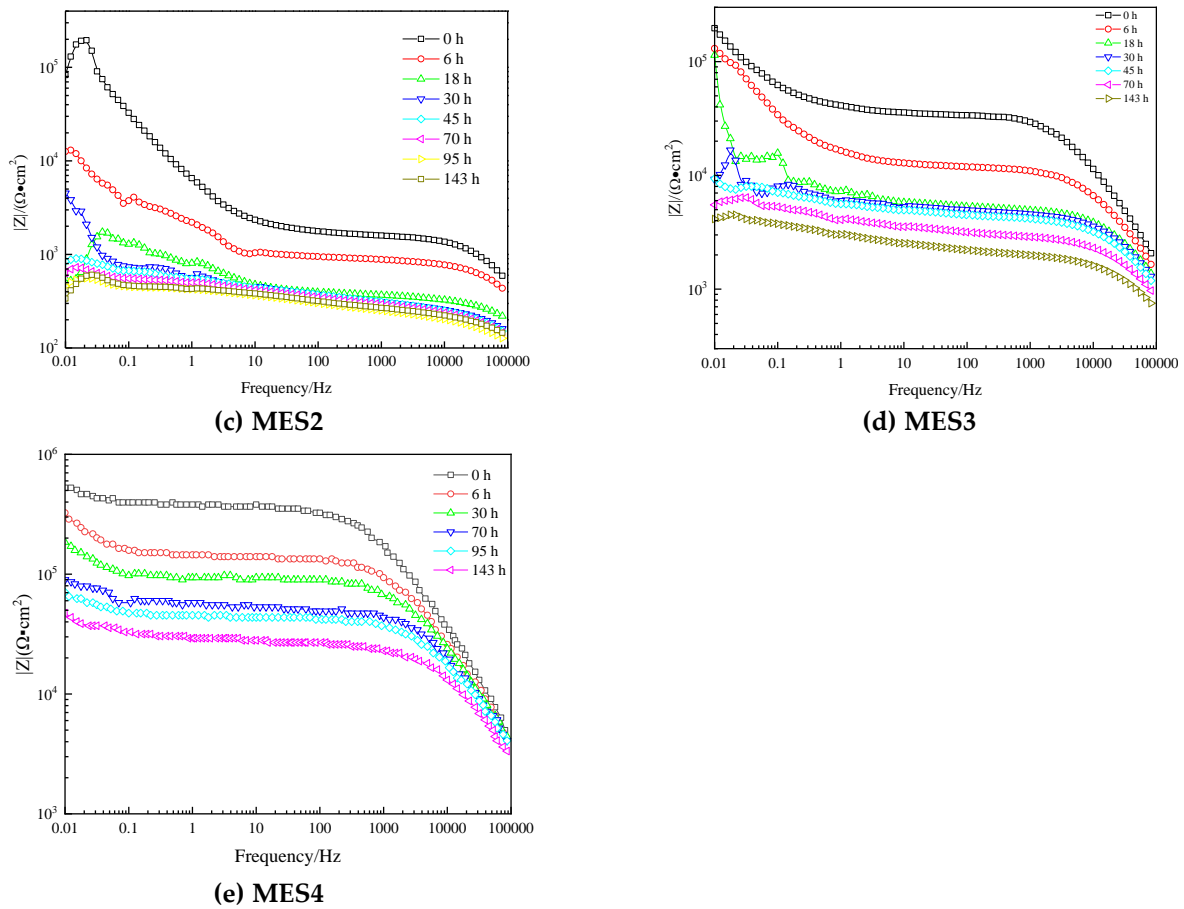 10^5
10^4
10^3
10^2
|Z|/(Ω•cm^2)
0 h
6 h
18 h
30 h
45 h
70 h
95 h
143 h
0.01 0.1 1 10 100 1000 10000 100000
Frequency/Hz
(c) MES2
10^5
10^4
10^3
|Z|/(Ω•cm^2)
0 h
6 h
18 h
30 h
45 h
70 h
143 h
0.01 0.1 1 10 100 1000 10000 100000
Frequency/Hz
(d) MES3
10^6
10^5
10^4
10^3
|Z|(Ω•cm^2)
0 h
6 h
30 h
70 h
95 h
143 h
0.01 0.1 1 10 100 1000 10000 100000
Frequency/Hz
(e) MES4